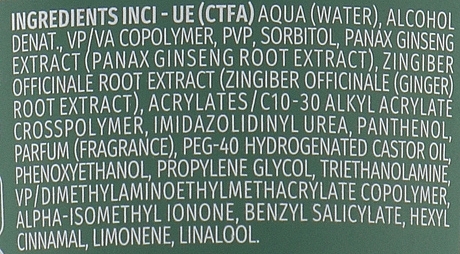 INGREDIENTS INCI - UE (CTFA) AQUA (WATER), ALCOHOL
DENAT., VP/VA COPOLYMER, PVP, SORBITOL, PANAX GINSENG
EXTRACT (PANAX GINSENG ROOT EXTRACT), ZINGIBER
OFFICINALE ROOT EXTRACT (ZINGIBER OFFICINALE (GINGER)
ROOT EXTRACT), ACRYLATES/C10-30 ALKYL ACRYLATE
CROSSPOLYMER, IMIDAZOLIDINYL UREA, PANTHENOL,
PARFUM (FRAGRANCE), PEG-40 HYDROGENATED CASTOR OIL,
PHENOXYETHANOL, PROPYLENE GLYCOL, TRIETHANOLAMINE,
VP/DIMETHYLAMINOETHYLMETHACRYLATE COPOLYMER,
ALPHA-ISOMETHYL IONONE, BENZYL SALICYLATE, HEXYL
CINNAMAL, LIMONENE, LINALOOL.